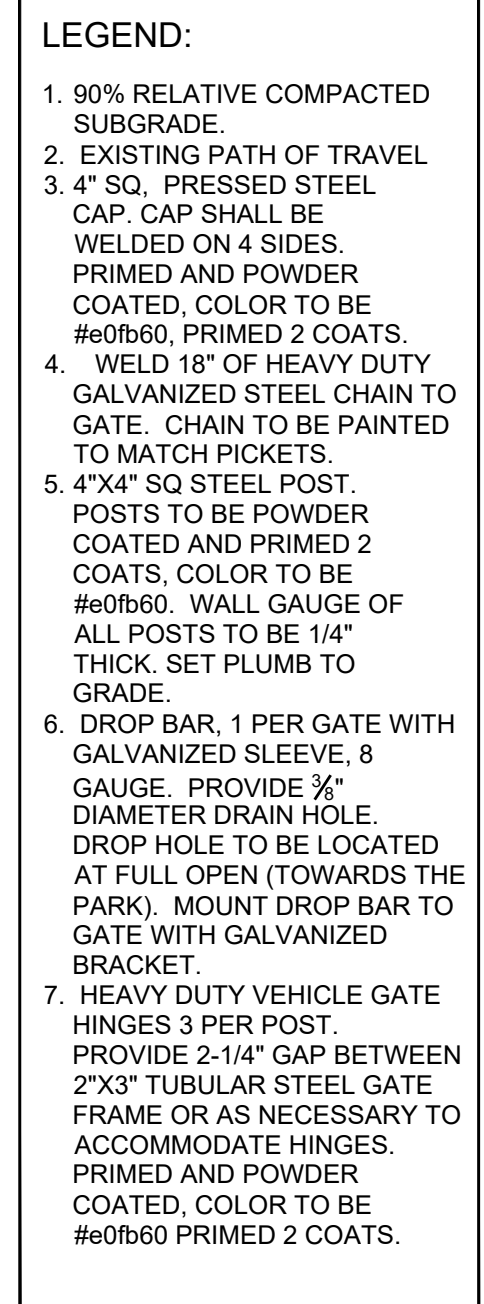 LEGEND:
1. 90% RELATIVE COMPACTED
SUBGRADE.
2. EXISTING PATH OF TRAVEL
3. 4" SQ, PRESSED STEEL
CAP. CAP SHALL BE
WELDED ON 4 SIDES.
PRIMED AND POWDER
COATED, COLOR TO BE
#e0fb60, PRIMED 2 COATS.
4. WELD 18" OF HEAVY DUTY
GALVANIZED STEEL CHAIN TO
GATE. CHAIN TO BE PAINTED
TO MATCH PICKETS.
5. 4"X4" SQ STEEL POST.
POSTS TO BE POWDER
COATED AND PRIMED 2
COATS, COLOR TO BE
#e0fb60. WALL GAUGE OF
ALL POSTS TO BE 1/4"
THICK. SET PLUMB TO
GRADE.
6. DROP BAR, 1 PER GATE WITH
GALVANIZED SLEEVE, 8
GAUGE. PROVIDE ⅜"
DIAMETER DRAIN HOLE.
DROP HOLE TO BE LOCATED
AT FULL OPEN (TOWARDS THE
PARK). MOUNT DROP BAR TO
GATE WITH GALVANIZED
BRACKET.
7. HEAVY DUTY VEHICLE GATE
HINGES 3 PER POST.
PROVIDE 2-1/4" GAP BETWEEN
2"X3" TUBULAR STEEL GATE
FRAME OR AS NECESSARY TO
ACCOMMODATE HINGES.
PRIMED AND POWDER
COATED, COLOR TO BE
#e0fb60 PRIMED 2 COATS.